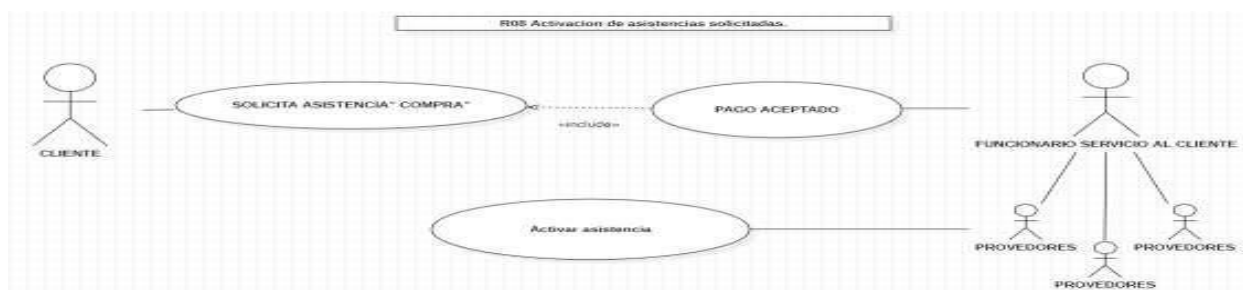 R08 Activacion de asistencias solicitadas.
SOLICITA ASISTENCIA" COMPRA"
PAGO ACEPTADO
«include»
CLIENTE
FUNCIONARIO SERVICIO AL CLIENTE
Activar asistencia
PROVEDORES
PROVEDORES
PROVEDORES